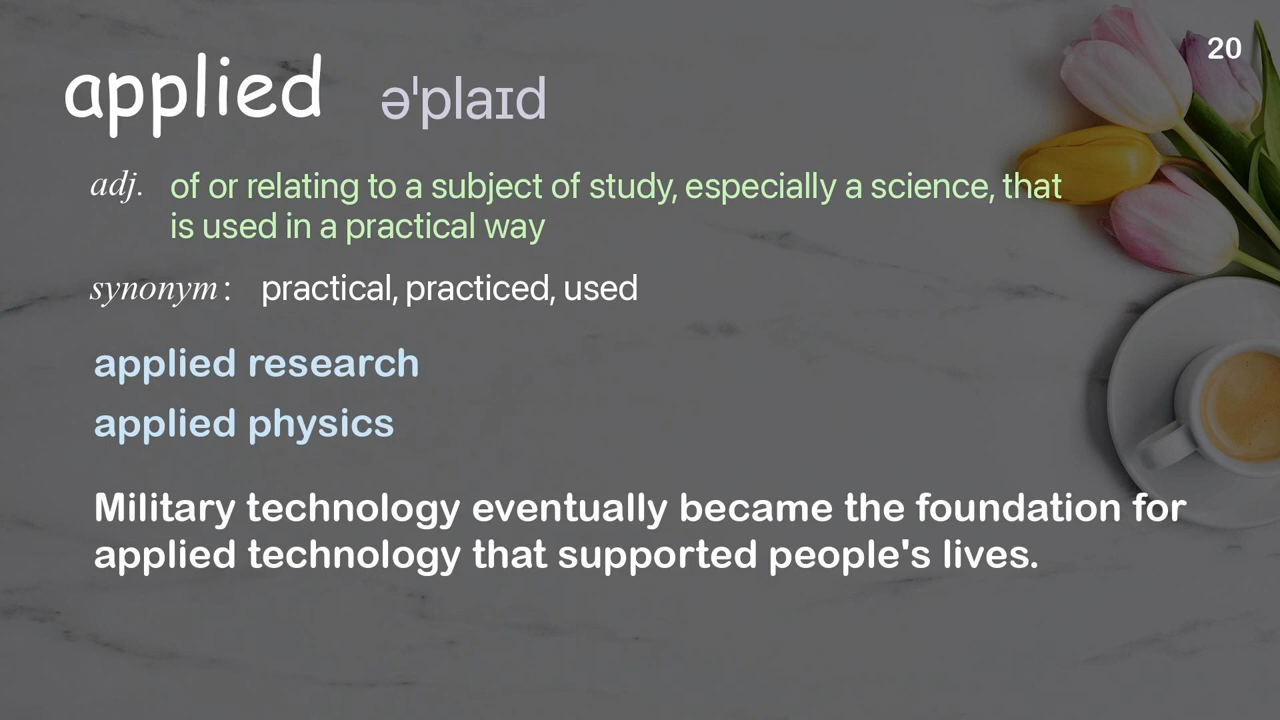 20
applied əˈplaɪd
adj. of or relating to a subject of study, especially a science, that
is used in a practical way
synonym: practical, practiced, used
applied research
applied physics
Military technology eventually became the foundation for
applied technology that supported people's lives.